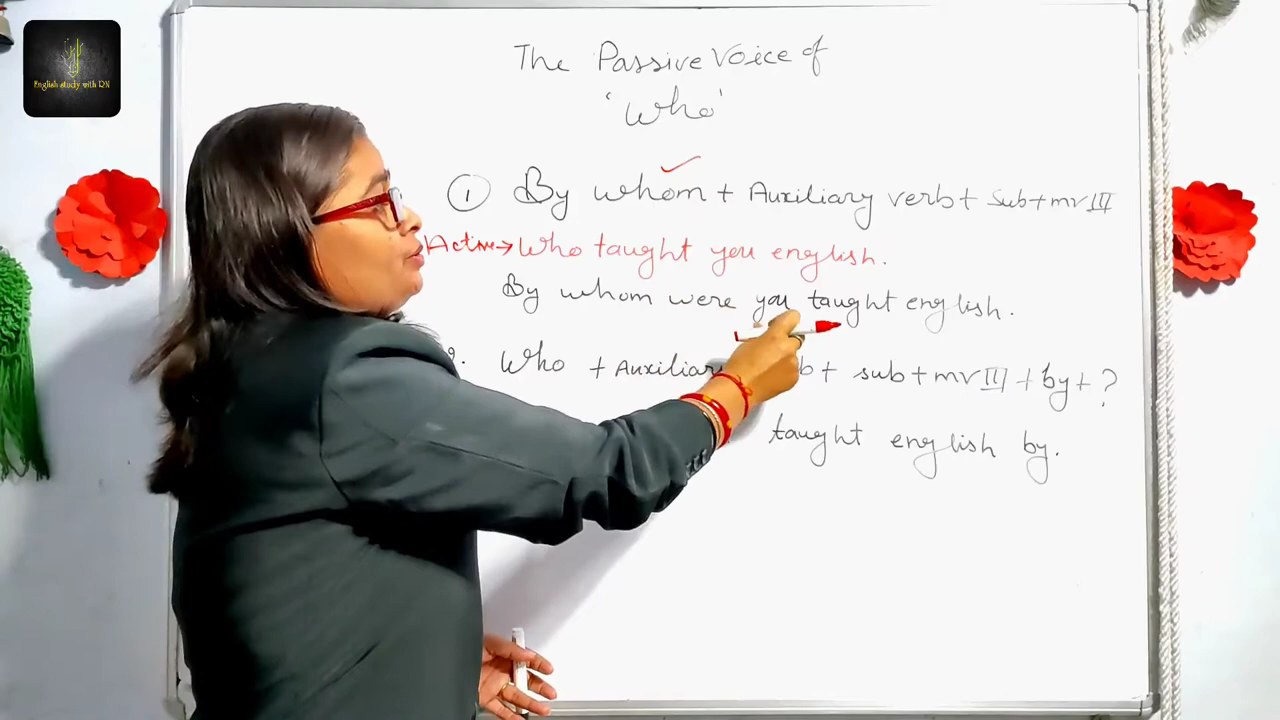 English study with RN
The Passive Voice of
'Who'
① By whom + Auxiliary verb + sub + mv III
Active → Who taught you english.
By whom were you taught english.
Who + Auxiliary + sub + mv III + by + ?
taught english by.